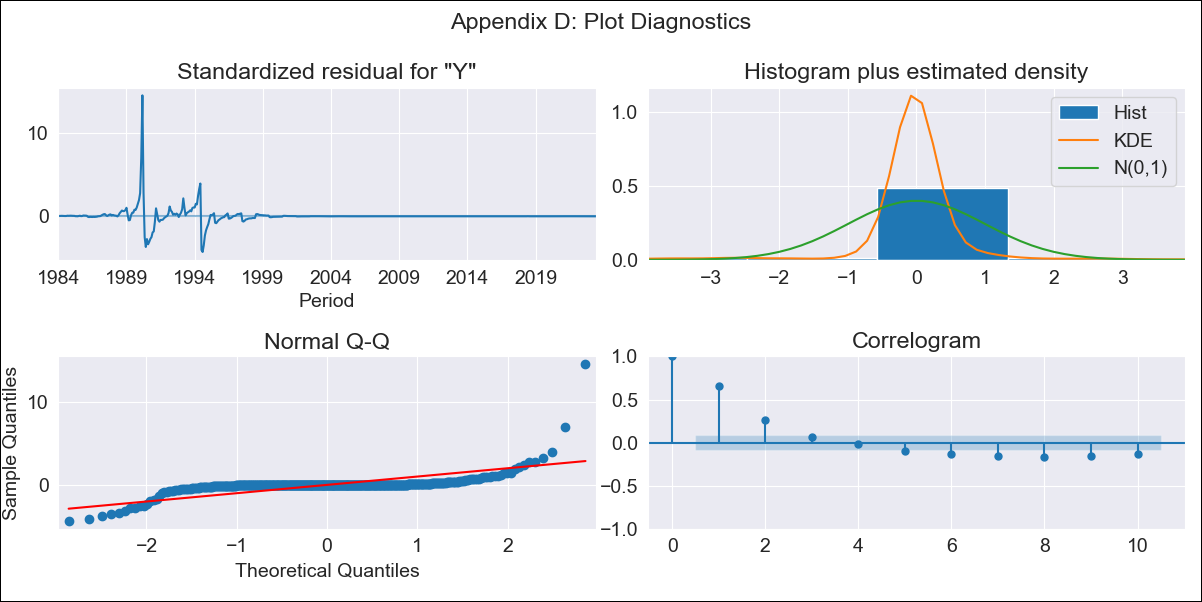 Appendix D: Plot Diagnostics
Standardized residual for "Y"
10
0
1984 1989 1994 1999 2004 2009 2014 2019
Period
Histogram plus estimated density
1.0
0.5
0.0
−3 −2 −1 0 1 2 3
Hist
KDE
N(0,1)
Normal Q-Q
Sample Quantiles
10
0
−2 −1 0 1 2
Theoretical Quantiles
Correlogram
1.0
0.5
0.0
−0.5
−1.0
0 2 4 6 8 10